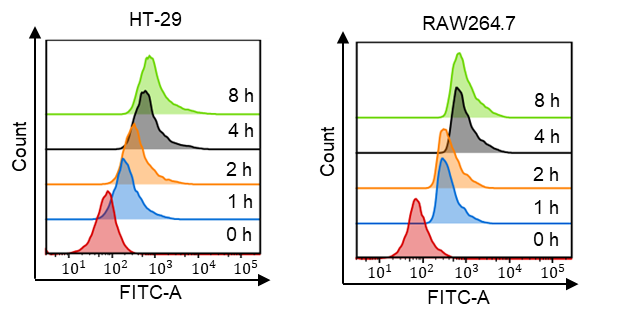 HT-29
Count
8 h
4 h
2 h
1 h
0 h
10¹ 10² 10³ 10⁴ 10⁵
FITC-A
RAW264.7
Count
8 h
4 h
2 h
1 h
0 h
10¹ 10² 10³ 10⁴ 10⁵
FITC-A